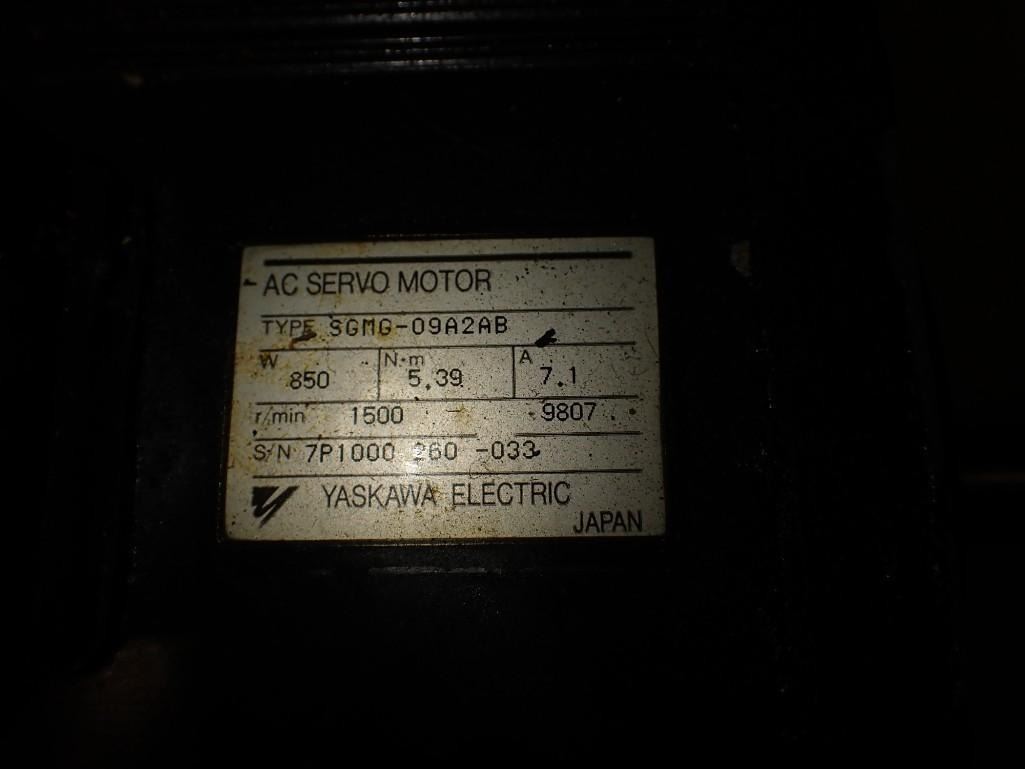 AC SERVO MOTOR
TYPE SGMG-09A2AB
W 850 N·m 5.39 A 7.1
r/min 1500 9807
S/N 7P1000 260 -033
YASKAWA ELECTRIC
JAPAN